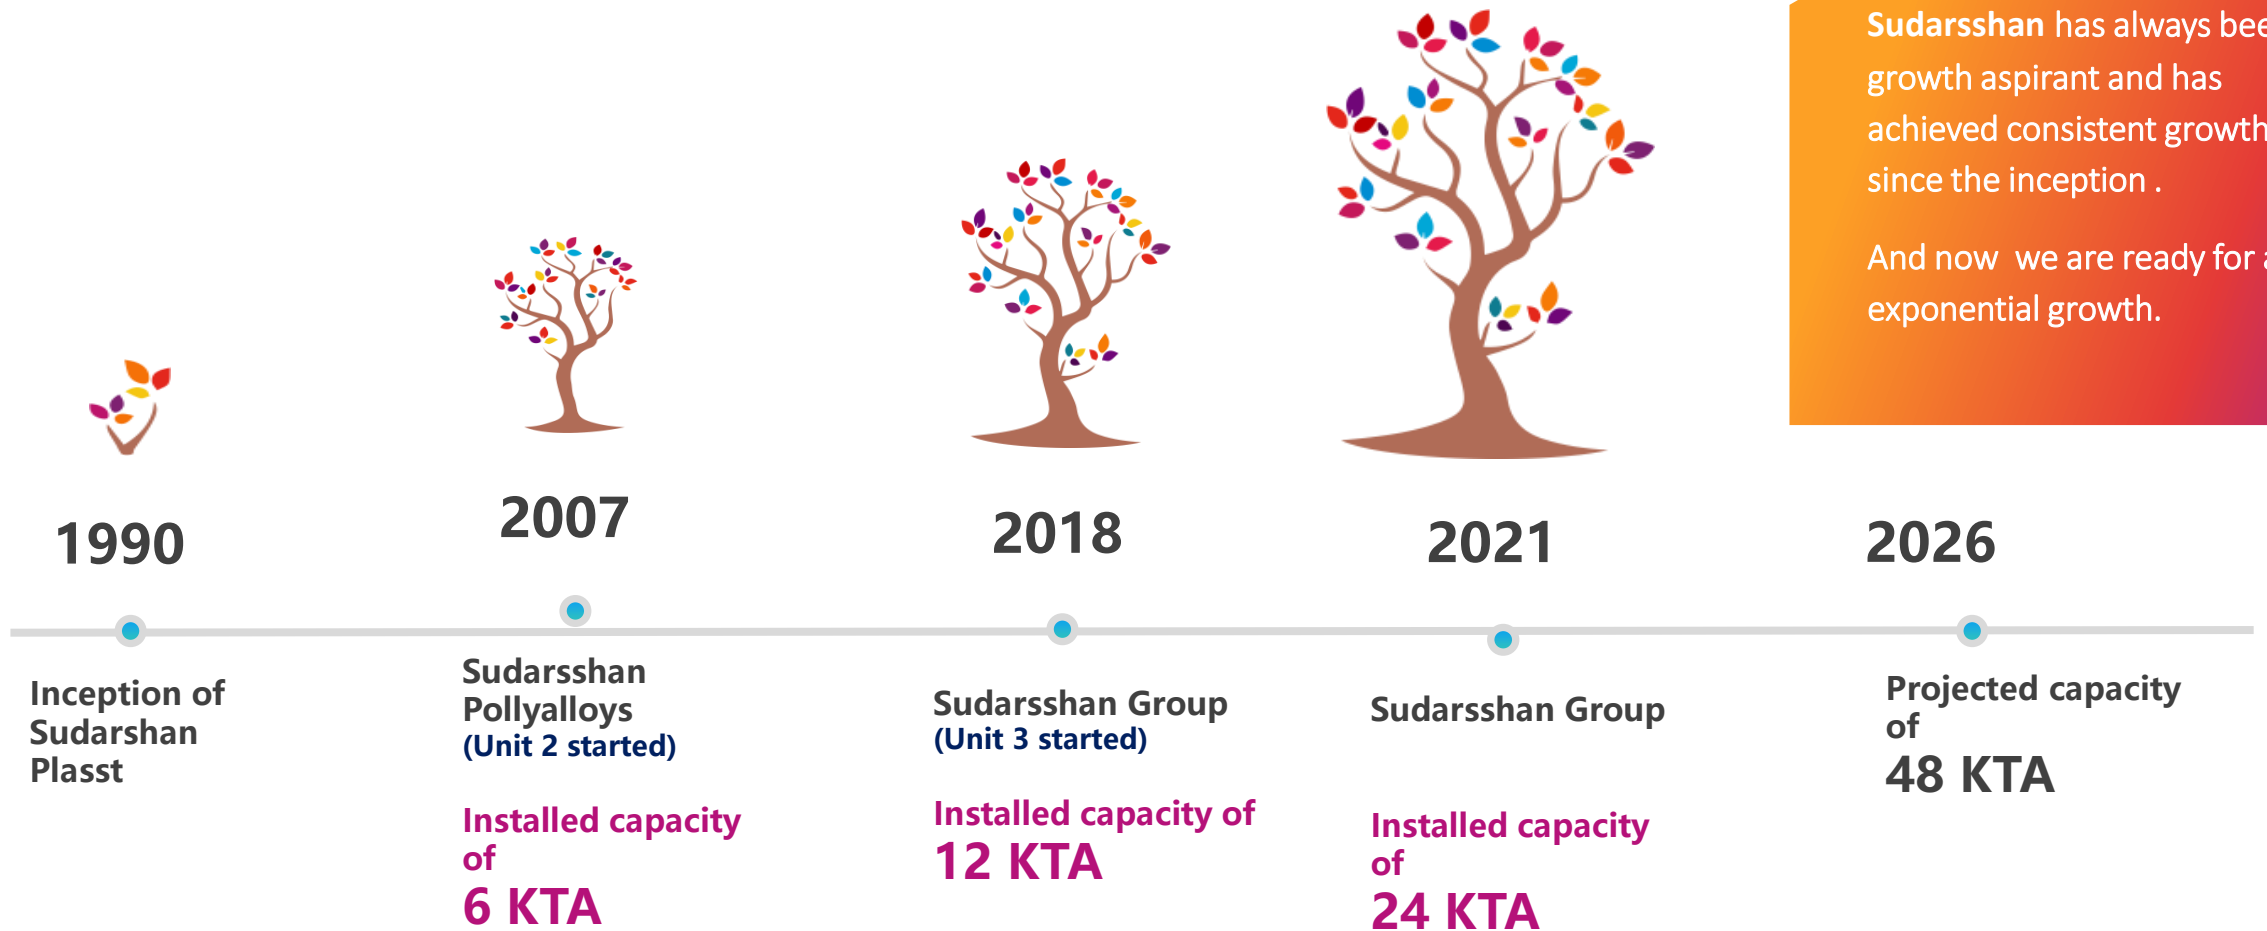 Sudarsshan has always bee
growth aspirant and has
achieved consistent growth
since the inception .
And now we are ready for a
exponential growth.
1990
Inception of
Sudarshan
Plasst
2007
Sudarsshan
Pollyalloys
(Unit 2 started)
Installed capacity
of
6 KTA
2018
Sudarsshan Group
(Unit 3 started)
Installed capacity of
12 KTA
2021
Sudarsshan Group
Installed capacity
of
24 KTA
2026
Projected capacity
of
48 KTA